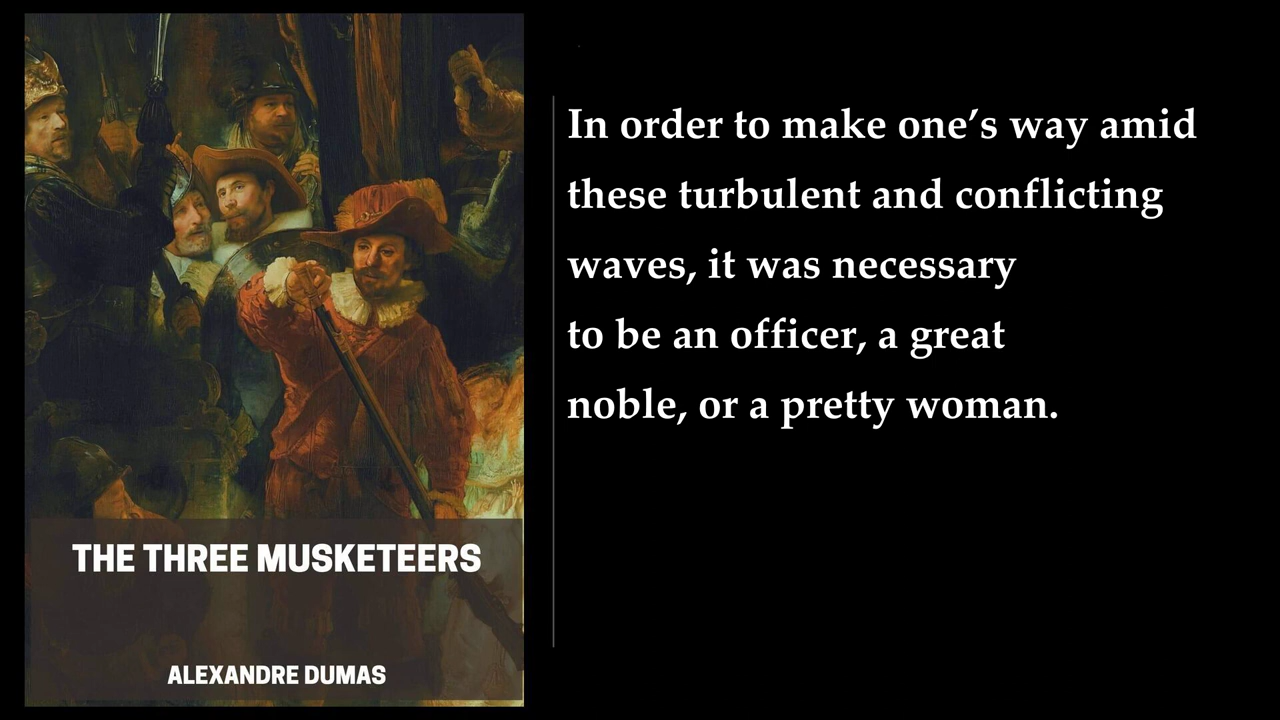 THE THREE MUSKETEERS
ALEXANDRE DUMAS
In order to make one’s way amid
these turbulent and conflicting
waves, it was necessary
to be an officer, a great
noble, or a pretty woman.